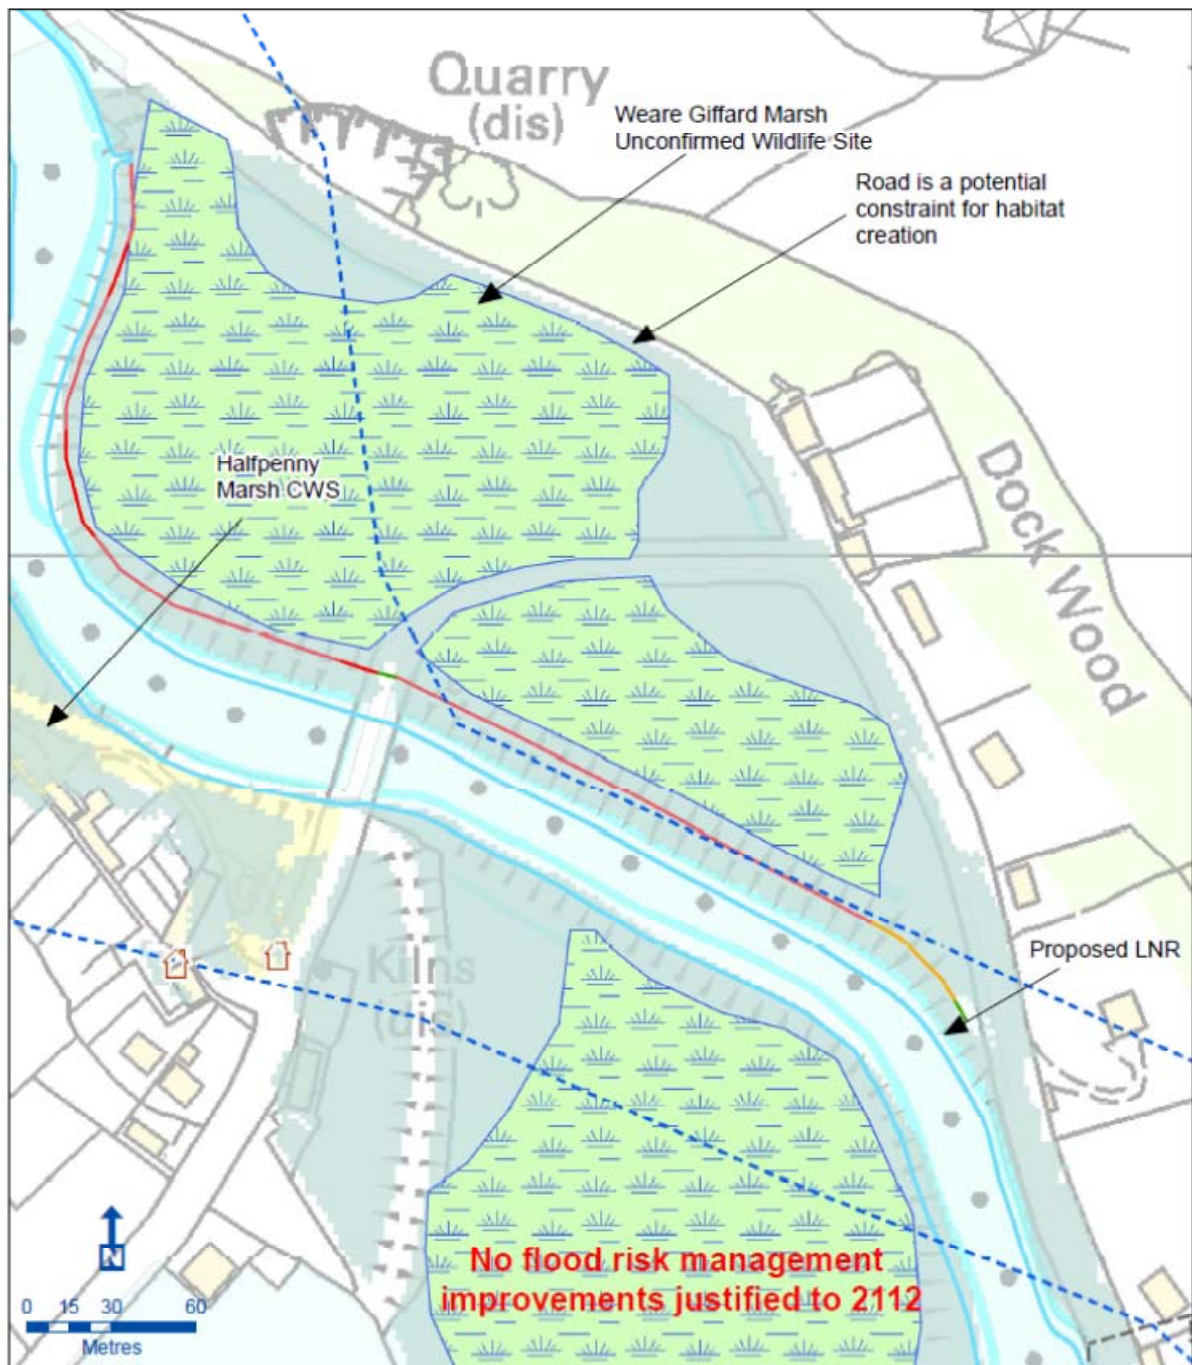 Quarry
(dis)
Weare Giffard Marsh
Unconfirmed Wildlife Site
Road is a potential
constraint for habitat
creation
Halfpenny
Marsh CWS
Dock Wood
Proposed LNR
Kilns
(dis)
No flood risk management
improvements justified to 2112
N
0 15 30 60
Metres